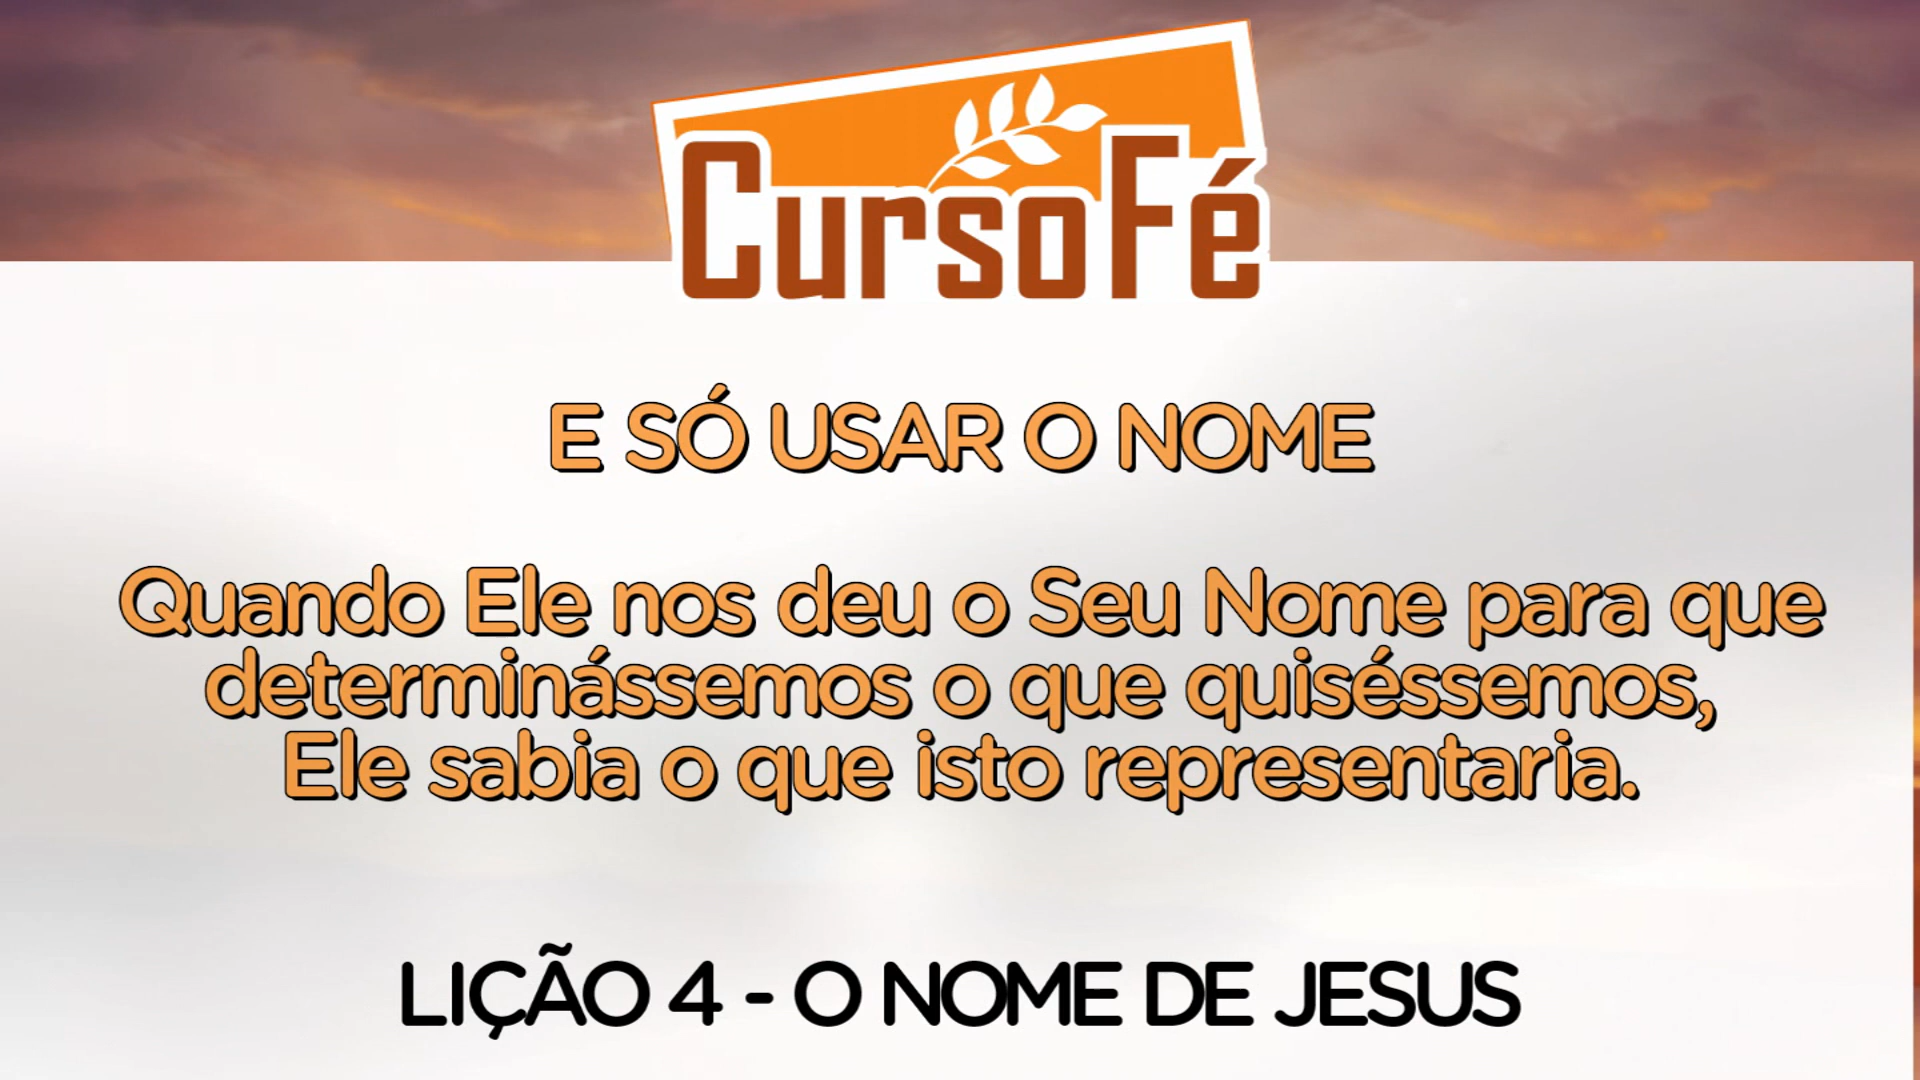 CursoFé
E SÓ USAR O NOME
Quando Ele nos deu o Seu Nome para que
determinássemos o que quiséssemos,
Ele sabia o que isto representaria.
LIÇÃO 4 - O NOME DE JESUS